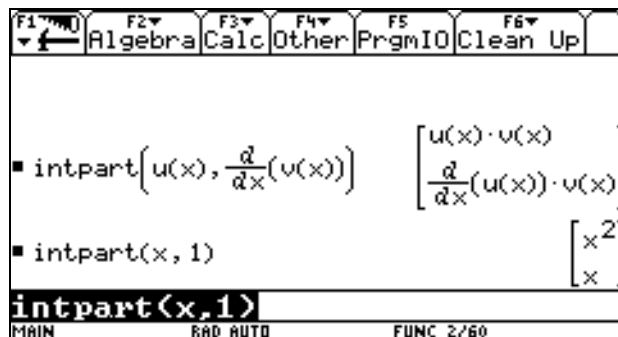 F1 F2 F3 F4 F5 F6
Algebra Calc Other PrgmIO Clean Up
intpart(u(x), d/dx(v(x))) [u(x)·v(x)
d/dx(u(x))·v(x)
intpart(x, 1) [x²
x
intpart(x,1)
MAIN RAD AUTO FUNC 2/60